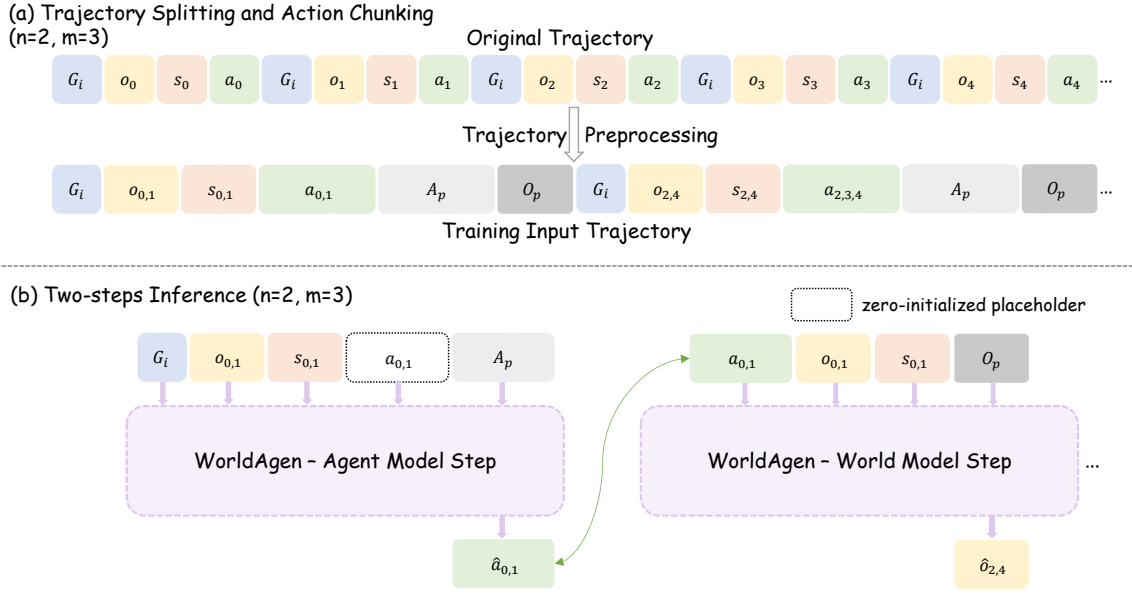 (a) Trajectory Splitting and Action Chunking
(n=2, m=3)
Original Trajectory
G_i o_0 s_0 a_0 G_i o_1 s_1 a_1 G_i o_2 s_2 a_2 G_i o_3 s_3 a_3 G_i o_4 s_4 a_4 ...
Trajectory Preprocessing
G_i o_{0,1} s_{0,1} a_{0,1} A_p O_p G_i o_{2,4} s_{2,4} a_{2,3,4} A_p O_p ...
Training Input Trajectory
(b) Two-steps Inference (n=2, m=3)
zero-initialized placeholder
G_i o_{0,1} s_{0,1} a_{0,1} A_p
a_{0,1} o_{0,1} s_{0,1} O_p
WorldAgen – Agent Model Step
WorldAgen – World Model Step
...
â_{0,1}
ô_{2,4}